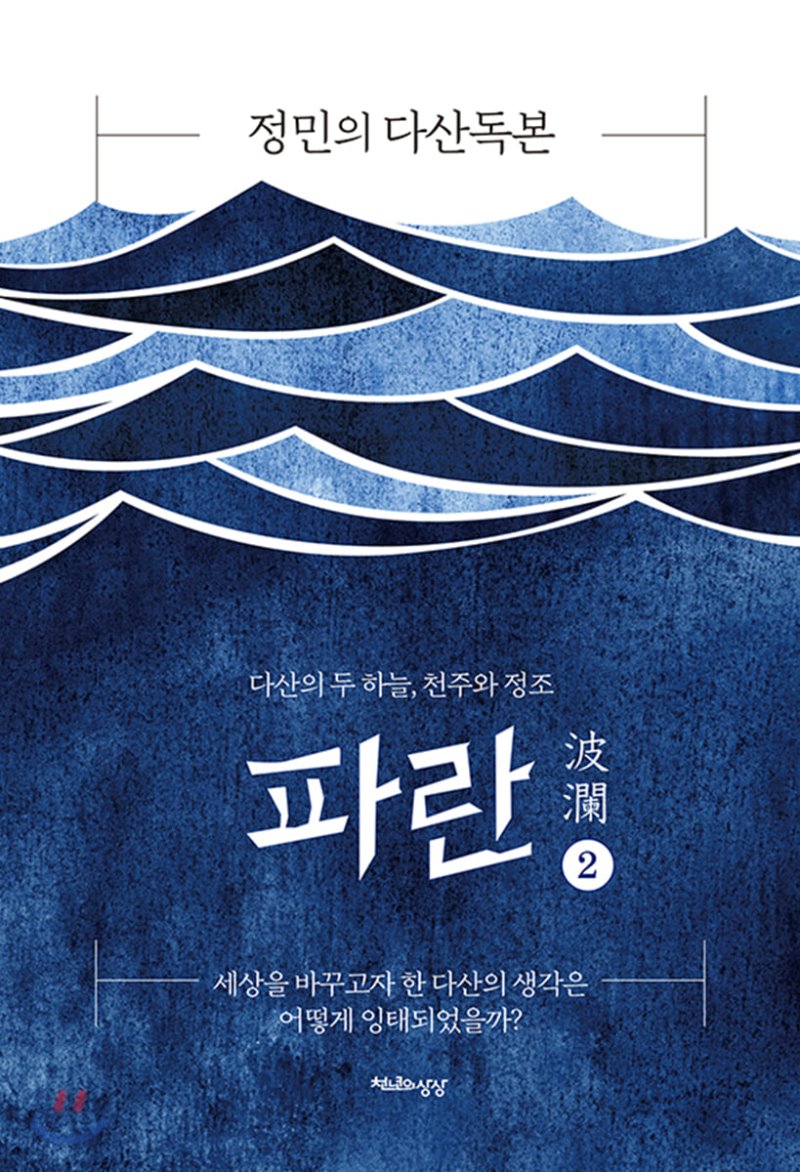 정민의 다산독본
다산의 두 하늘, 천주와 정조
파란
波瀾
2
세상을 바꾸고자 한 다산의 생각은
어떻게 잉태되었을까?
천년의상상